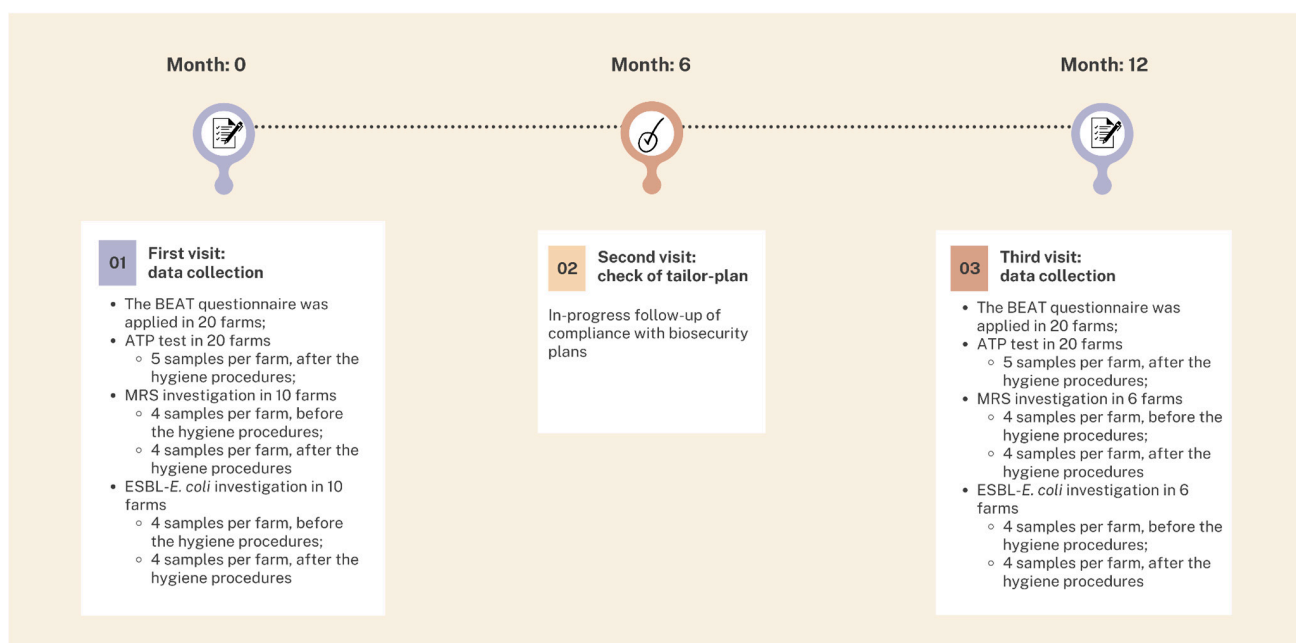 Month: 0
Month: 6
Month: 12
01
First visit:
data collection
• The BEAT questionnaire was
applied in 20 farms;
• ATP test in 20 farms
◦ 5 samples per farm, after the
hygiene procedures;
• MRS investigation in 10 farms
◦ 4 samples per farm, before
the hygiene procedures;
◦ 4 samples per farm, after the
hygiene procedures
• ESBL-E. coli investigation in 10
farms
◦ 4 samples per farm, before
the hygiene procedures;
◦ 4 samples per farm, after the
hygiene procedures
02
Second visit:
check of tailor-plan
In-progress follow-up of
compliance with biosecurity
plans
03
Third visit:
data collection
• The BEAT questionnaire was
applied in 20 farms;
• ATP test in 20 farms
◦ 5 samples per farm, after the
hygiene procedures;
• MRS investigation in 6 farms
◦ 4 samples per farm, before the
hygiene procedures;
◦ 4 samples per farm, after the
hygiene procedures
• ESBL-E. coli investigation in 6
farms
◦ 4 samples per farm, before the
hygiene procedures;
◦ 4 samples per farm, after the
hygiene procedures